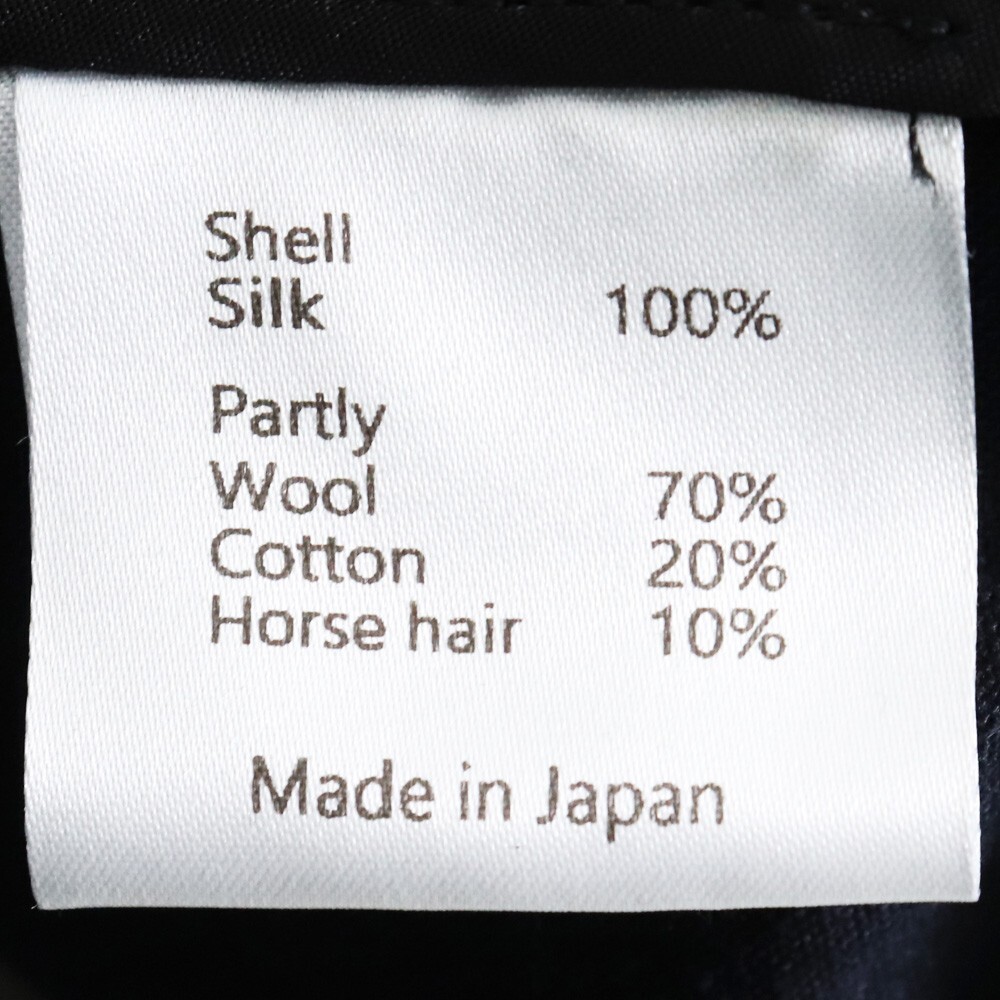 Shell
Silk 100%
Partly
Wool 70%
Cotton 20%
Horse hair 10%
Made in Japan